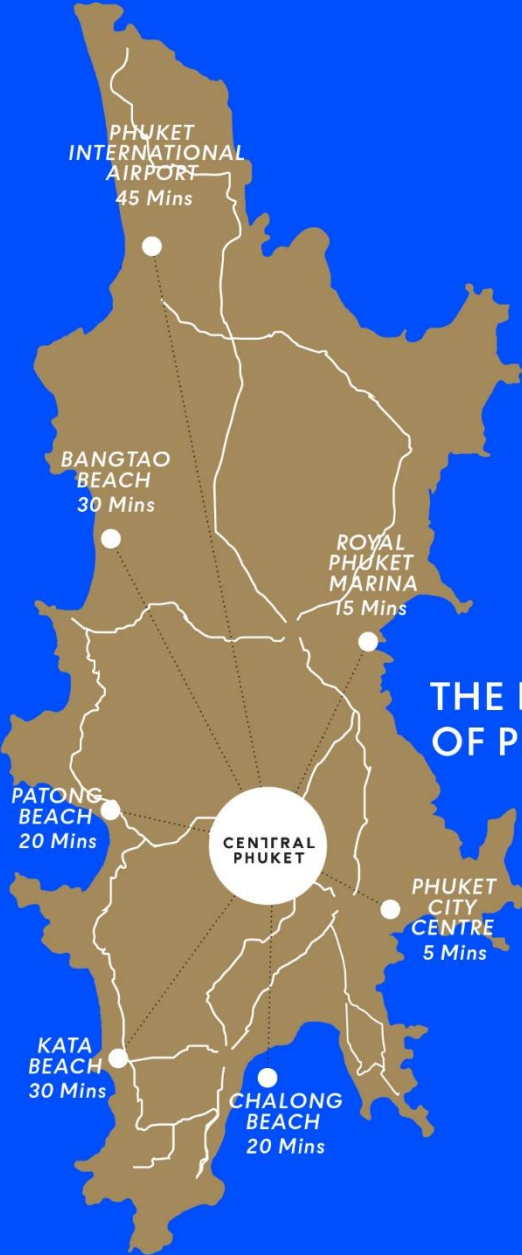 PHUKET
INTERNATIONAL
AIRPORT
45 Mins
BANGTAO
BEACH
30 Mins
ROYAL
PHUKET
MARINA
15 Mins
THE
OF
PATONG
BEACH
20 Mins
CENTRAL
PHUKET
PHUKET
CITY
CENTRE
5 Mins
KATA
BEACH
30 Mins
CHALONG
BEACH
20 Mins